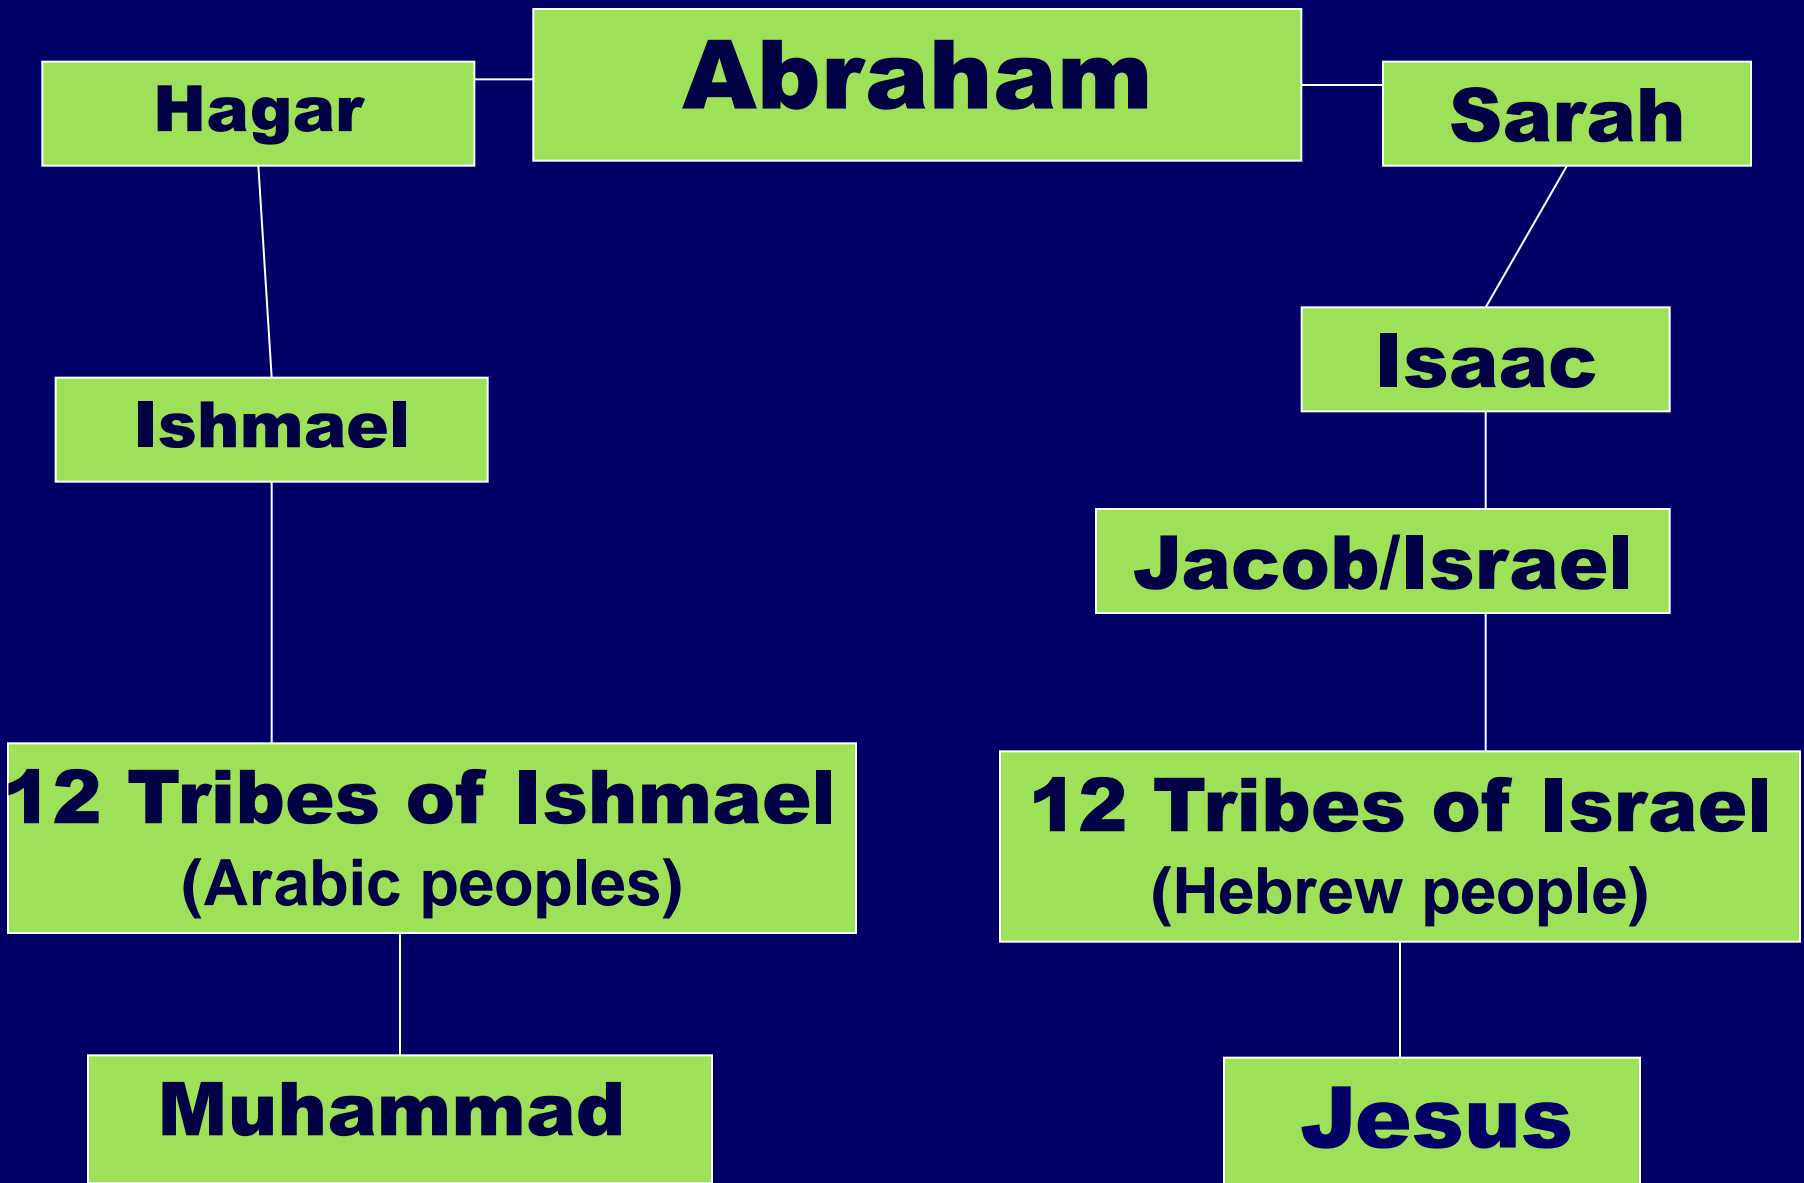 Abraham
Hagar
Sarah
Isaac
Ishmael
Jacob/Israel
12 Tribes of Ishmael
(Arabic peoples)
12 Tribes of Israel
(Hebrew people)
Muhammad
Jesus